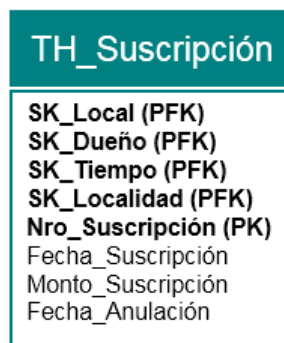 TH_Suscripción
SK_Local (PFK)
SK_Dueño (PFK)
SK_Tiempo (PFK)
SK_Localidad (PFK)
Nro_Suscripción (PK)
Fecha_Suscripción
Monto_Suscripción
Fecha_Anulación